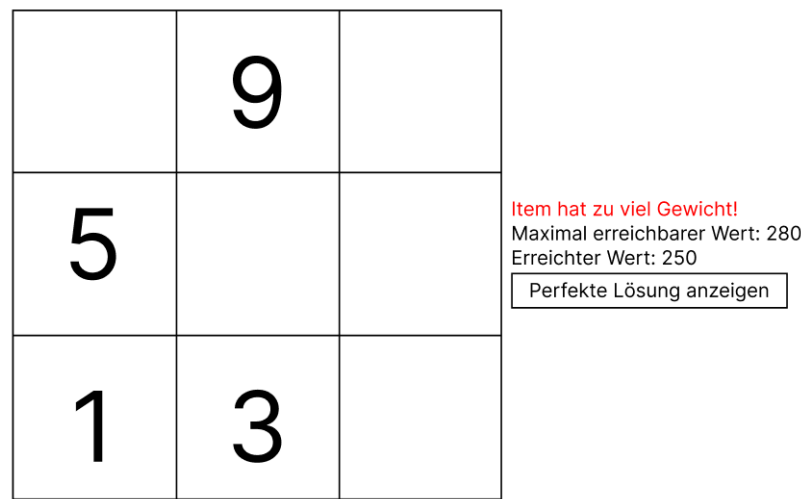 9
5
1 3
Item hat zu viel Gewicht!
Maximal erreichbarer Wert: 280
Erreichter Wert: 250
Perfekte Lösung anzeigen